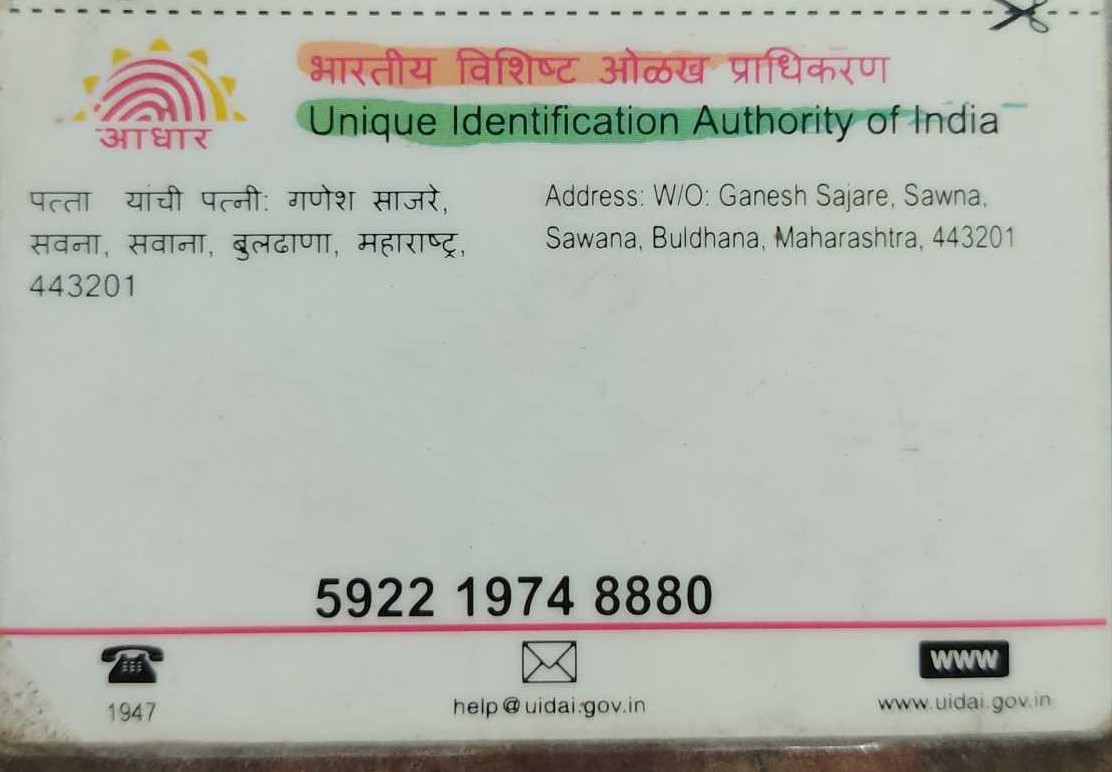 भारतीय विशिष्ट ओळख प्राधिकरण
Unique Identification Authority of India
आधार
पत्ता यांची पत्नी: गणेश साजरे,
सवना, सवाना, बुलढाणा, महाराष्ट्र,
443201
Address: W/O: Ganesh Sajare, Sawna,
Sawana, Buldhana, Maharashtra, 443201
5922 1974 8880
1947
help@uidai.gov.in
www
www.uidai.gov.in